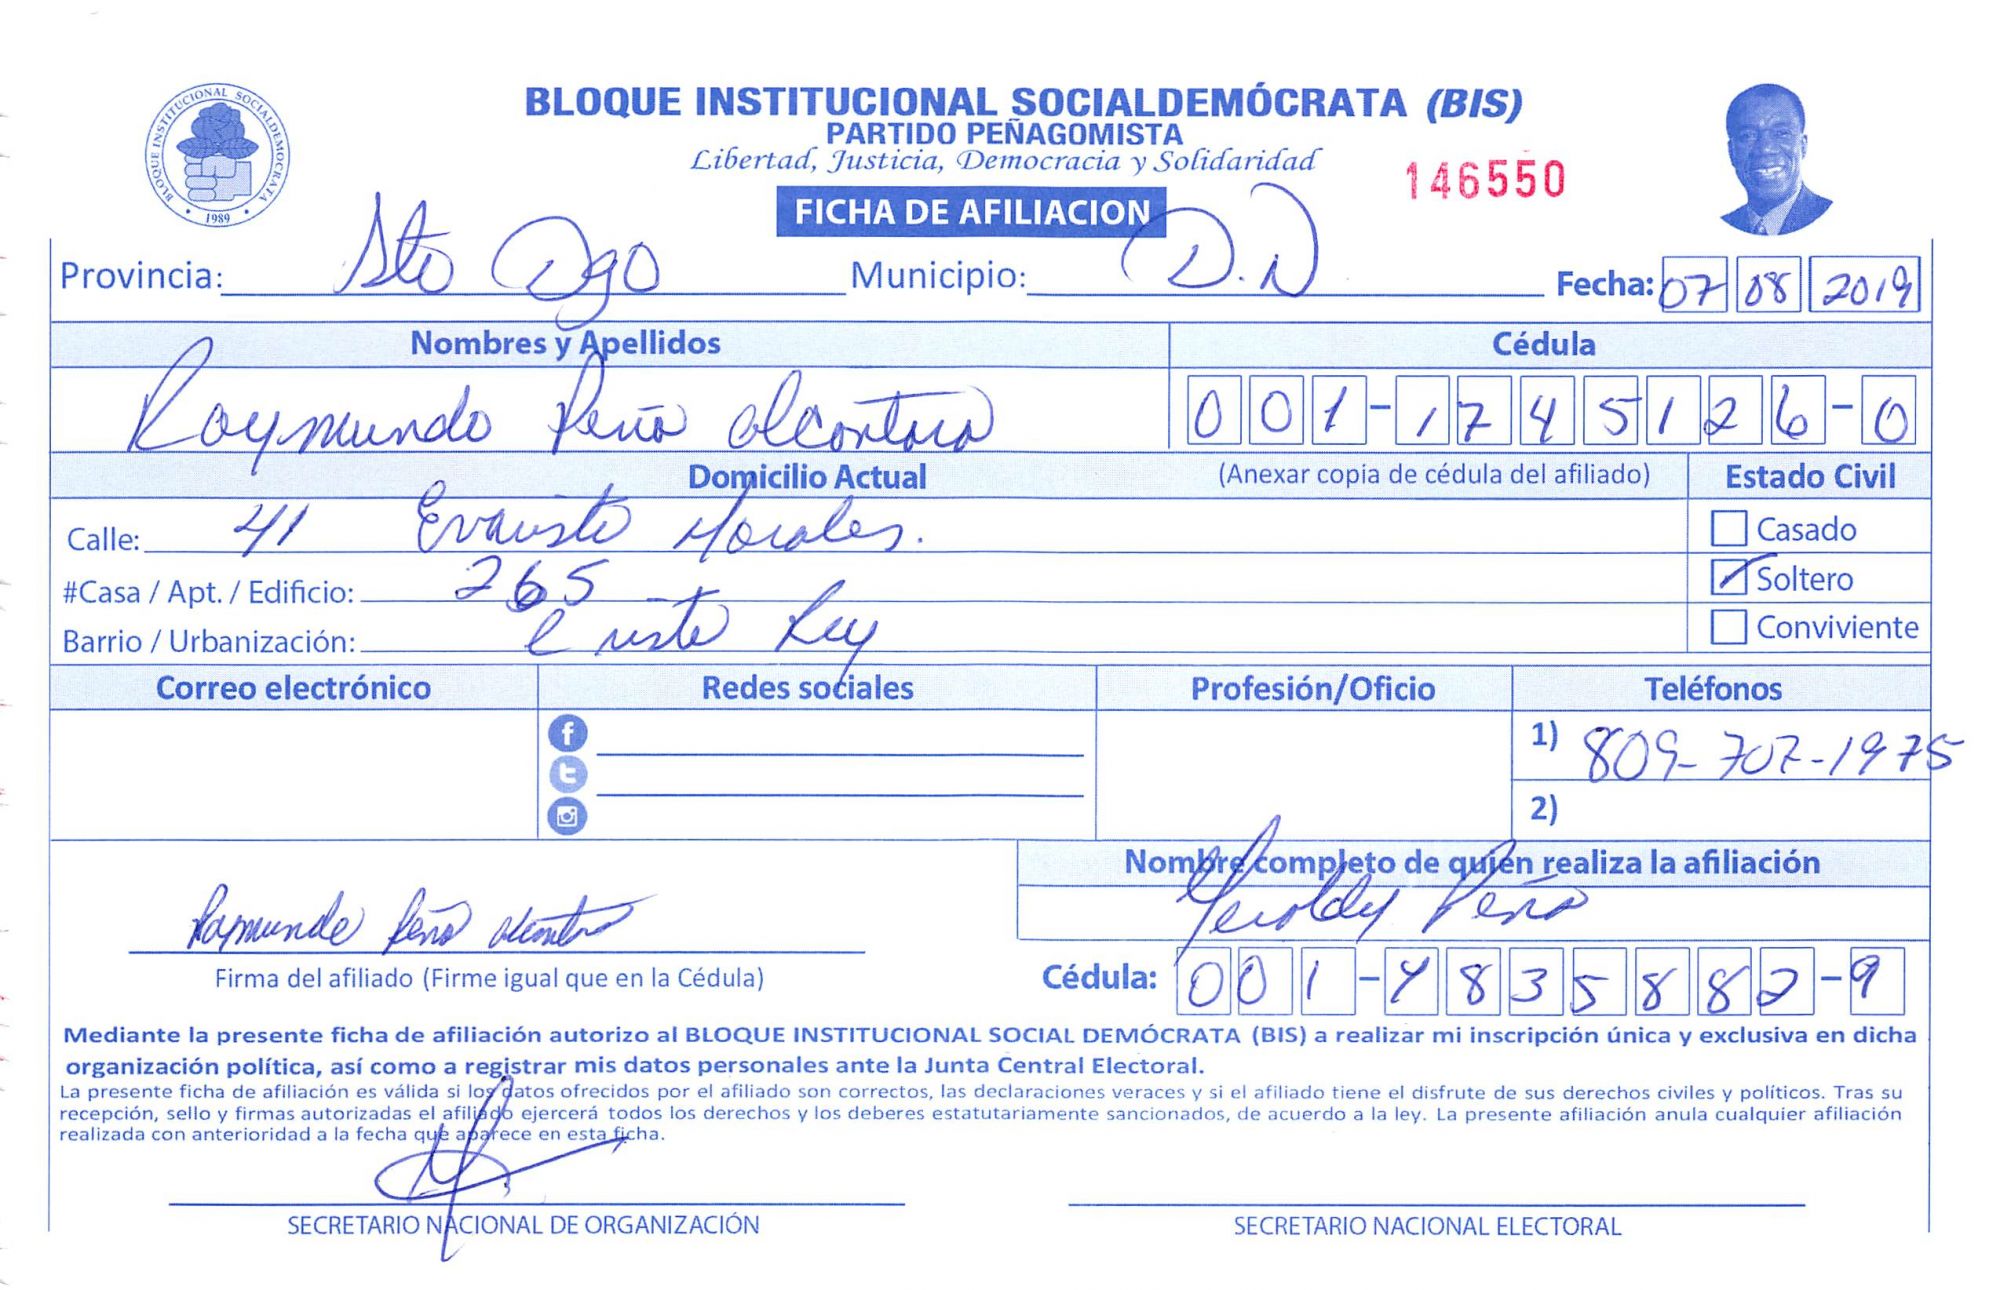 BLOQUE INSTITUCIONAL SOCIALDEMOCRATA
1989
BLOQUE INSTITUCIONAL SOCIALDEMÓCRATA (BIS)
PARTIDO PEÑAGOMISTA
Libertad, Justicia, Democracia y Solidaridad
146550
FICHA DE AFILIACION
Provincia: Sto Dgo Municipio: D.N Fecha: 07 08 2019
Nombres y Apellidos Cédula
Raymundo Peña Alcantara 001-1745126-0
Domicilio Actual (Anexar copia de cédula del afiliado) Estado Civil
Calle: 41 Evaristo Morales. Casado
#Casa / Apt. / Edificio: 265 Soltero
Barrio / Urbanización: Cristo Rey Conviviente
Correo electrónico Redes sociales Profesión/Oficio Teléfonos
1) 809-707-1975
2)
Nombre completo de quien realiza la afiliación
Yeroldy Peña
Raymundo Peña Alcantara
Firma del afiliado (Firme igual que en la Cédula) Cédula: 001-4835882-9
Mediante la presente ficha de afiliación autorizo al BLOQUE INSTITUCIONAL SOCIAL DEMÓCRATA (BIS) a realizar mi inscripción única y exclusiva en dicha
organización política, así como a registrar mis datos personales ante la Junta Central Electoral.
La presente ficha de afiliación es válida si los datos ofrecidos por el afiliado son correctos, las declaraciones veraces y si el afiliado tiene el disfrute de sus derechos civiles y políticos. Tras su
recepción, sello y firmas autorizadas el afiliado ejercerá todos los derechos y los deberes estatutariamente sancionados, de acuerdo a la ley. La presente afiliación anula cualquier afiliación
realizada con anterioridad a la fecha que aparece en esta ficha.
SECRETARIO NACIONAL DE ORGANIZACIÓN SECRETARIO NACIONAL ELECTORAL